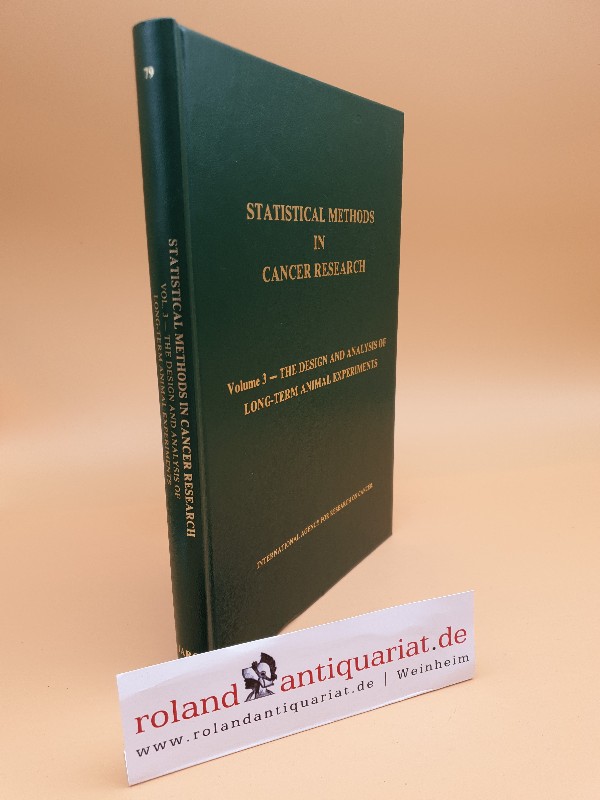 79
STATISTICAL METHODS IN CANCER RESEARCH
VOL. 3 — THE DESIGN AND ANALYSIS OF
LONG-TERM ANIMAL EXPERIMENTS
IARC
STATISTICAL METHODS
IN
CANCER RESEARCH
Volume 3 — THE DESIGN AND ANALYSIS OF
LONG-TERM ANIMAL EXPERIMENTS
INTERNATIONAL AGENCY FOR RESEARCH ON CANCER
roland antiquariat.de
www.rolandantiquariat.de | Weinheim